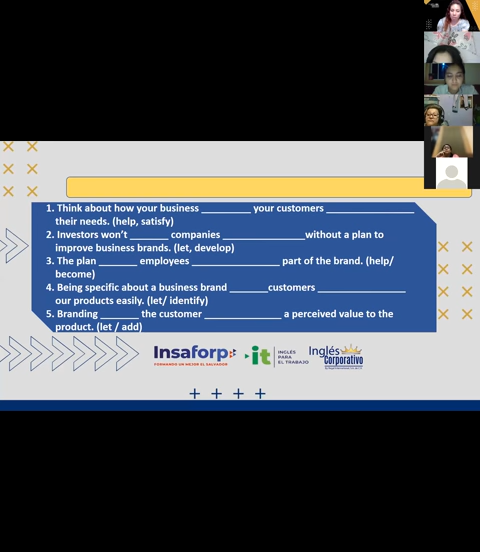 1. Think about how your business _________ your customers ________________
their needs. (help, satisfy)
2. Investors won't _______ companies _______________without a plan to
improve business brands. (let, develop)
3. The plan _______ employees ________________ part of the brand. (help/
become)
4. Being specific about a business brand _______customers ________________
our products easily. (let/ identify)
5. Branding _______ the customer ______________ a perceived value to the
product. (let / add)
Insaforp
FORMANDO UN MEJOR EL SALVADOR
it
INGLÉS
PARA
EL TRABAJO
Inglés
Corporativo